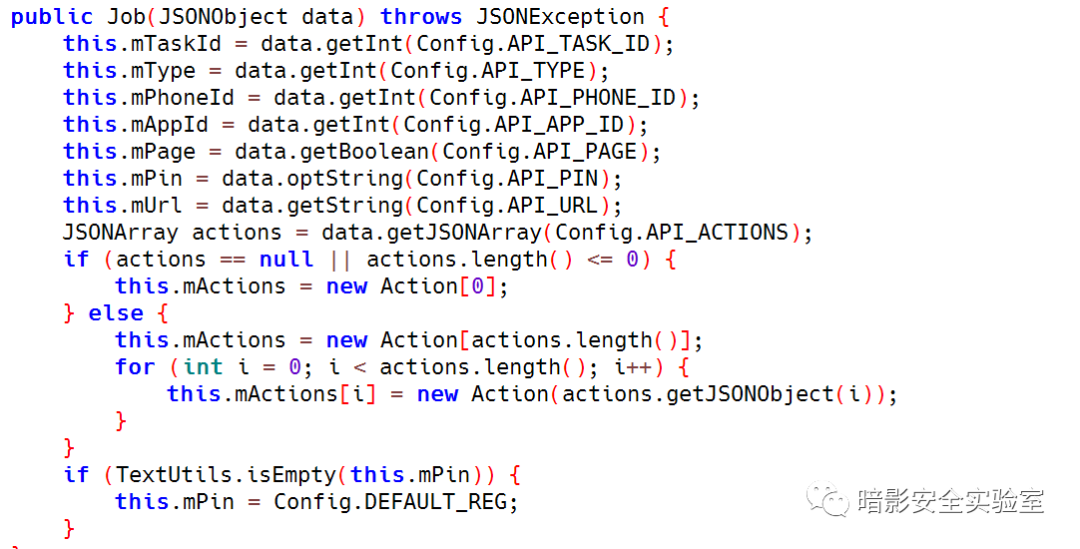 public Job(JSONObject data) throws JSONException {
    this.mTaskId = data.getInt(Config.API_TASK_ID);
    this.mType = data.getInt(Config.API_TYPE);
    this.mPhoneId = data.getInt(Config.API_PHONE_ID);
    this.mAppId = data.getInt(Config.API_APP_ID);
    this.mPage = data.getBoolean(Config.API_PAGE);
    this.mPin = data.optString(Config.API_PIN);
    this.mUrl = data.getString(Config.API_URL);
    JSONArray actions = data.getJSONArray(Config.API_ACTIONS);
    if (actions == null || actions.length() <= 0) {
        this.mActions = new Action[0];
    } else {
        this.mActions = new Action[actions.length()];
        for (int i = 0; i < actions.length(); i++) {
            this.mActions[i] = new Action(actions.getJSONObject(i));
        }
    }
    if (TextUtils.isEmpty(this.mPin)) {
        this.mPin = Config.DEFAULT_REG;
    }
暗影安全实验室